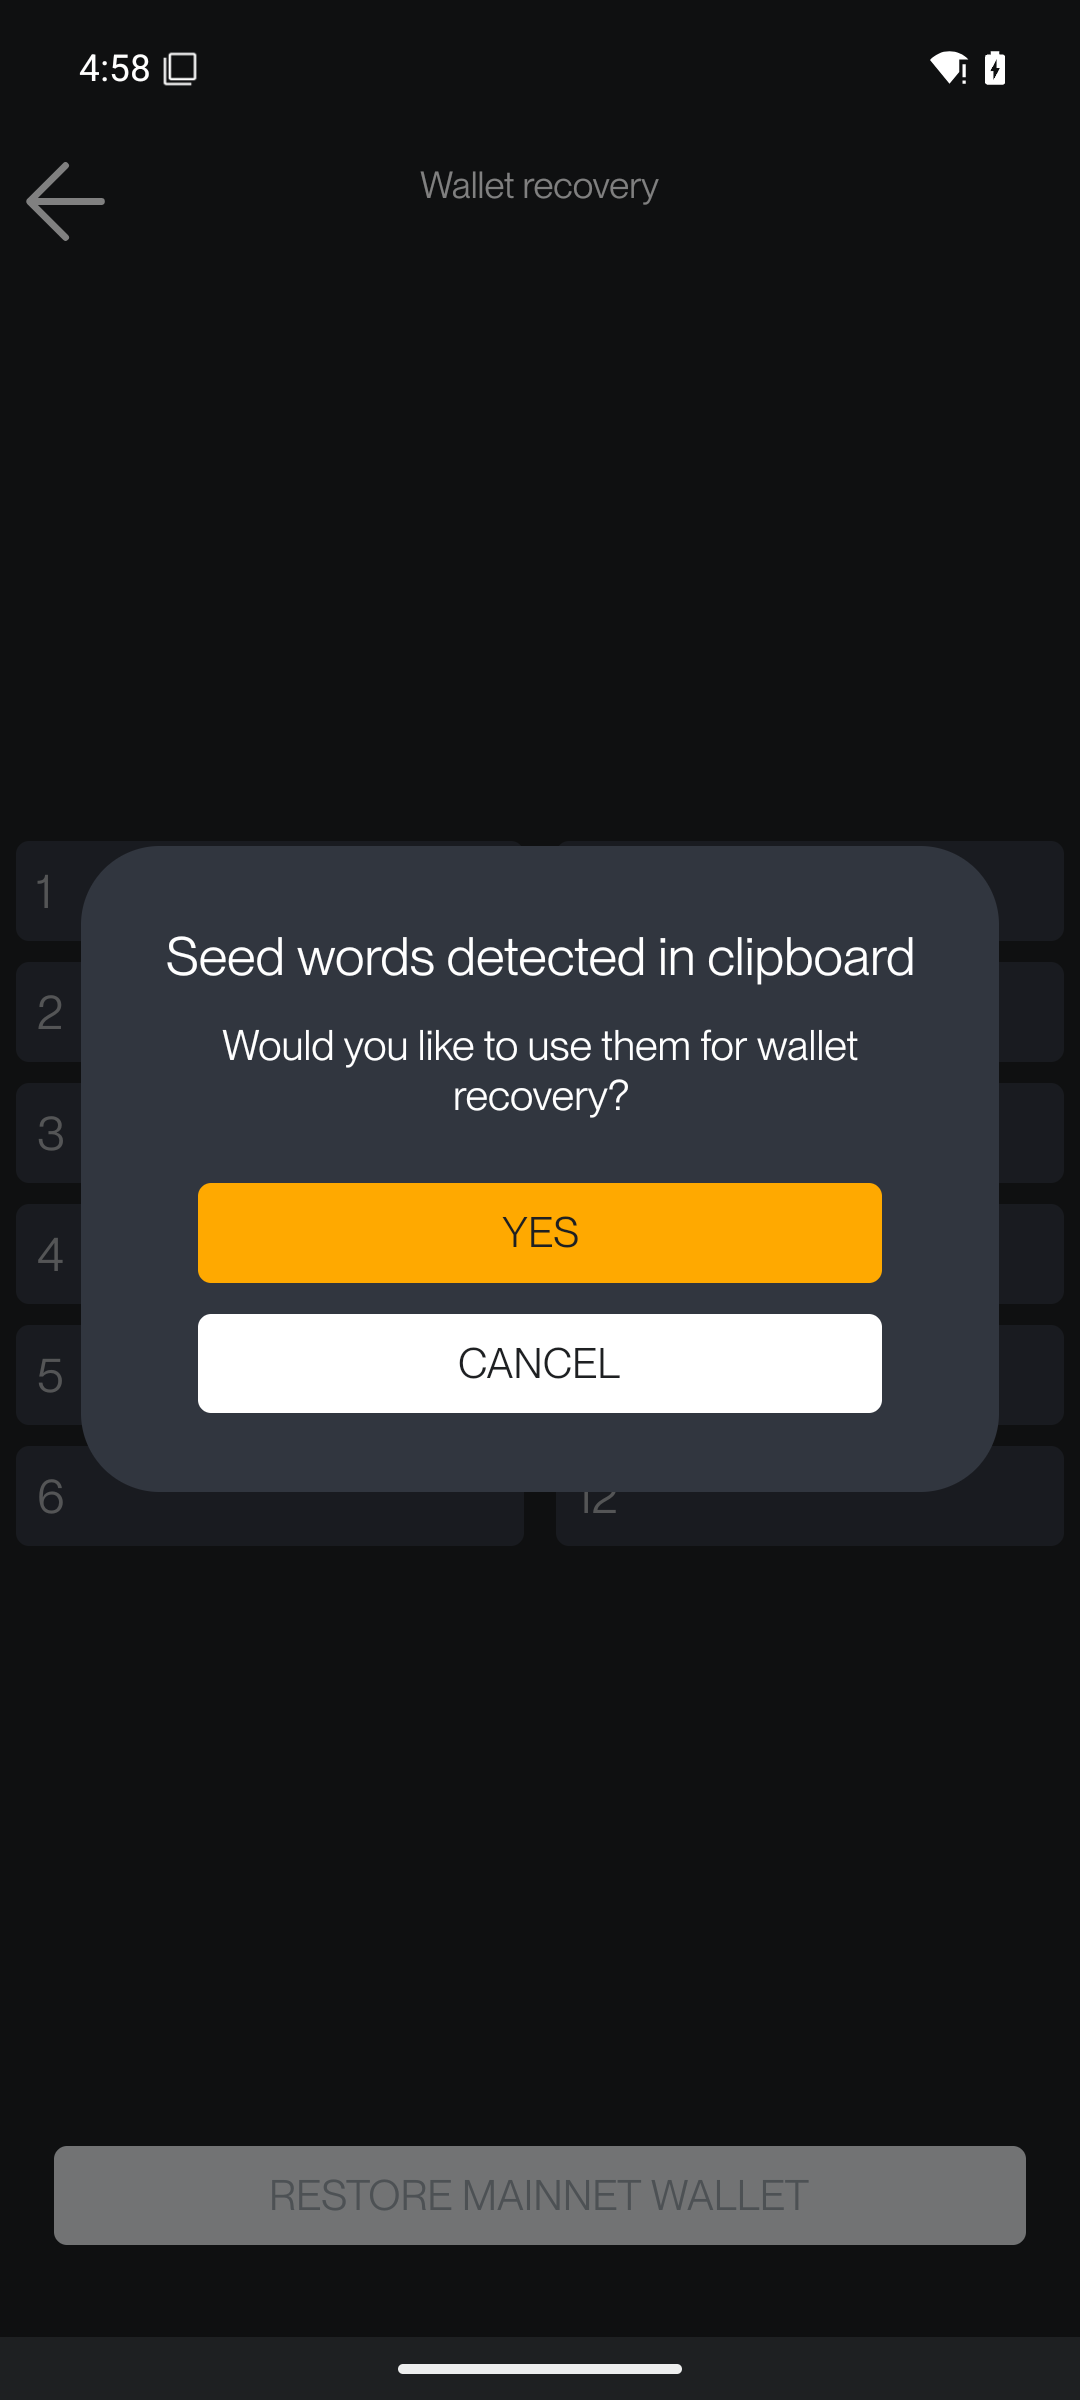 4:58
Wallet recovery
1
Seed words detected in clipboard
2
Would you like to use them for wallet
recovery?
3
YES
4
CANCEL
5
6
12
RESTORE MAINNET WALLET